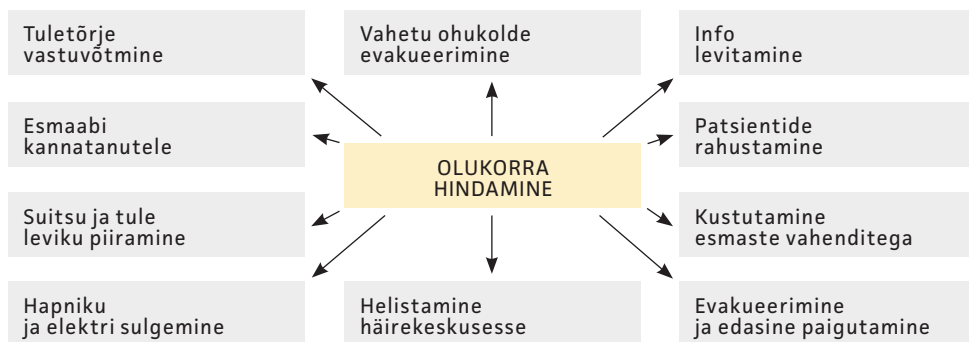 Tuletõrje
vastuvõtmine
Vahetu ohukolde
evakueerimine
Info
levitamine
Esmaabi
kannatanutele
Patsientide
rahustamine
OLUKORRA
HINDAMINE
Suitsu ja tule
leviku piiramine
Kustutamine
esmaste vahenditega
Hapniku
ja elektri sulgemine
Helistamine
häirekeskusesse
Evakueerimine
ja edasine paigutamine